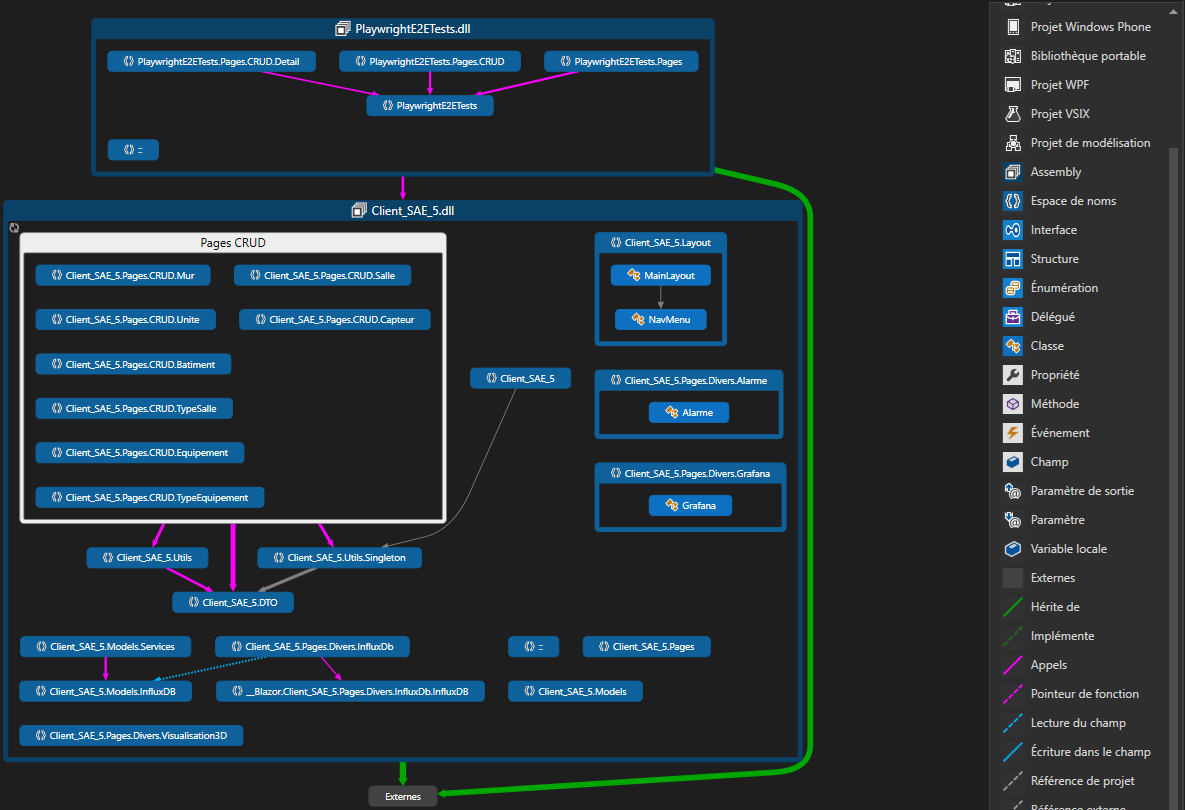 PlaywrightE2ETests.dll
PlaywrightE2ETests.Pages.CRUD.Detail
PlaywrightE2ETests.Pages.CRUD
PlaywrightE2ETests.Pages
PlaywrightE2ETests
::
Client_SAE_5.dll
Pages CRUD
Client_SAE_5.Pages.CRUD.Mur
Client_SAE_5.Pages.CRUD.Salle
Client_SAE_5.Pages.CRUD.Unite
Client_SAE_5.Pages.CRUD.Capteur
Client_SAE_5.Pages.CRUD.Batiment
Client_SAE_5.Pages.CRUD.TypeSalle
Client_SAE_5.Pages.CRUD.Equipement
Client_SAE_5.Pages.CRUD.TypeEquipement
Client_SAE_5
Client_SAE_5.Layout
MainLayout
NavMenu
Client_SAE_5.Pages.Divers.Alarme
Alarme
Client_SAE_5.Pages.Divers.Grafana
Grafana
Client_SAE_5.Utils
Client_SAE_5.Utils.Singleton
Client_SAE_5.DTO
Client_SAE_5.Models.Services
Client_SAE_5.Pages.Divers.InfluxDb
::
Client_SAE_5.Pages
Client_SAE_5.Models.InfluxDB
__Blazor.Client_SAE_5.Pages.Divers.InfluxDb.InfluxDB
Client_SAE_5.Models
Client_SAE_5.Pages.Divers.Visualisation3D
Externes
Projet Windows Phone
Bibliothèque portable
Projet WPF
Projet VSIX
Projet de modélisation
Assembly
Espace de noms
Interface
Structure
Énumération
Délégué
Classe
Propriété
Méthode
Événement
Champ
Paramètre de sortie
Paramètre
Variable locale
Externes
Hérite de
Implémente
Appels
Pointeur de fonction
Lecture du champ
Écriture dans le champ
Référence de projet
Référence externe